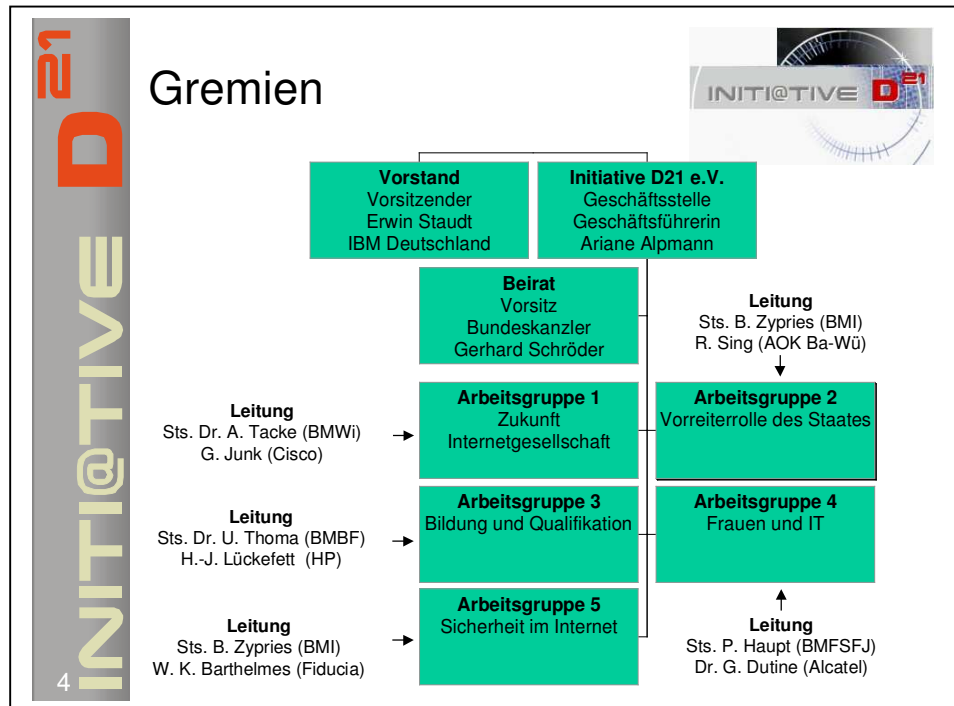 INITI@TIVE D21
Gremien
INITI@TIVE D21
Vorstand
Vorsitzender
Erwin Staudt
IBM Deutschland
Initiative D21 e.V.
Geschäftsstelle
Geschäftsführerin
Ariane Alpmann
Beirat
Vorsitz
Bundeskanzler
Gerhard Schröder
Leitung
Sts. B. Zypries (BMI)
R. Sing (AOK Ba-Wü)
Leitung
Sts. Dr. A. Tacke (BMWi)
G. Junk (Cisco)
Arbeitsgruppe 1
Zukunft
Internetgesellschaft
Arbeitsgruppe 2
Vorreiterrolle des Staates
Leitung
Sts. Dr. U. Thoma (BMBF)
H.-J. Lückefett (HP)
Arbeitsgruppe 3
Bildung und Qualifikation
Arbeitsgruppe 4
Frauen und IT
Leitung
Sts. B. Zypries (BMI)
W. K. Barthelmes (Fiducia)
Arbeitsgruppe 5
Sicherheit im Internet
Leitung
Sts. P. Haupt (BMFSFJ)
Dr. G. Dutine (Alcatel)
4